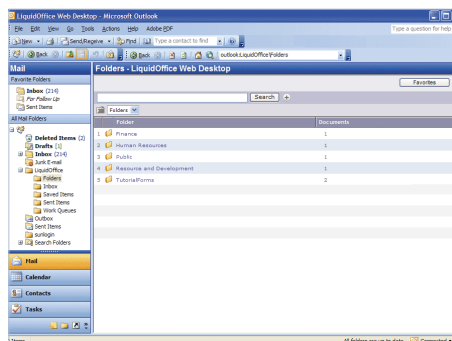 LiquidOffice Web Desktop - Microsoft Outlook
File Edit View Go Tools Actions Help Adobe PDF
Type a question for help
New Send/Receive Find Type a contact to find
Back Back outlook:LiquidOffice\Folders
Mail
Folders - LiquidOffice Web Desktop
Favorite Folders
Favorites
Inbox (214)
For Follow Up
Sent Items
Search
All Mail Folders
Folders
Folder Documents
1 Finance 1
2 Human Resources 1
3 Public 1
4 Resourse and Development 1
5 TutorialForms 2
Deleted Items (2)
Drafts [1]
Inbox (214)
Junk E-mail
LiquidOffice
Folders
Inbox
Saved Items
Sent Items
Work Queues
Outbox
Sent Items
sunlogin
Search Folders
Mail
Calendar
Contacts
Tasks
All folders are up to date. Connected